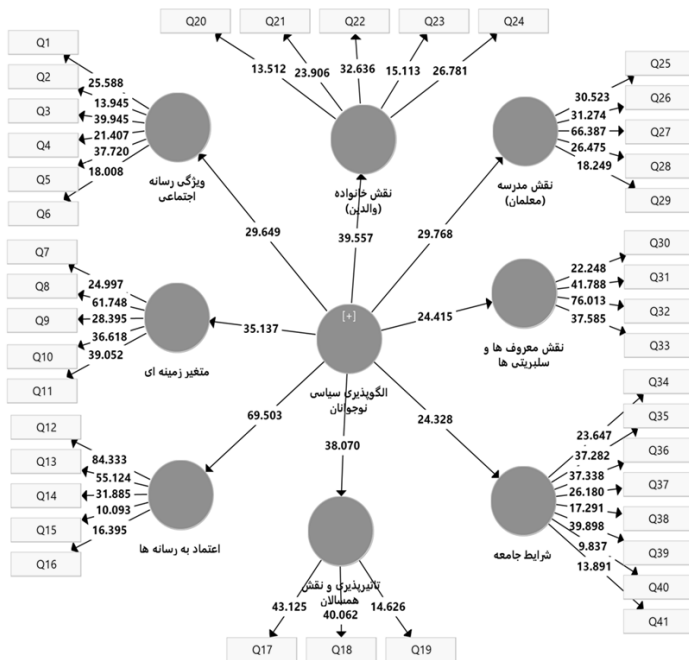 Q20
Q21
Q22
Q23
Q24
13.512
23.906
32.636
15.113
26.781
Q1
Q2
Q3
Q4
Q5
Q6
25.588
13.945
39.945
21.407
37.720
18.008
ویژگی رسانه
اجتماعی
نقش خانواده
(والدین)
Q25
Q26
Q27
Q28
Q29
30.523
31.274
66.387
26.475
18.249
نقش مدرسه
(معلمان)
29.649
39.557
29.768
Q7
Q8
Q9
Q10
Q11
24.997
61.748
28.395
36.618
39.052
متغیر زمینه ای
35.137
[+]
الگوپذیری سیاسی
نوجوانان
24.415
Q30
Q31
Q32
Q33
22.248
41.788
76.013
37.585
نقش معروف ها و
سلبریتی ها
69.503
38.070
24.328
Q12
Q13
Q14
Q15
Q16
84.333
55.124
31.885
10.093
16.395
اعتماد به رسانه ها
تاثیرپذیری و نقش
همسالان
43.125
40.062
14.626
Q17
Q18
Q19
Q34
Q35
Q36
Q37
Q38
Q39
Q40
Q41
23.647
37.282
37.338
26.180
17.291
39.898
9.837
13.891
شرایط جامعه